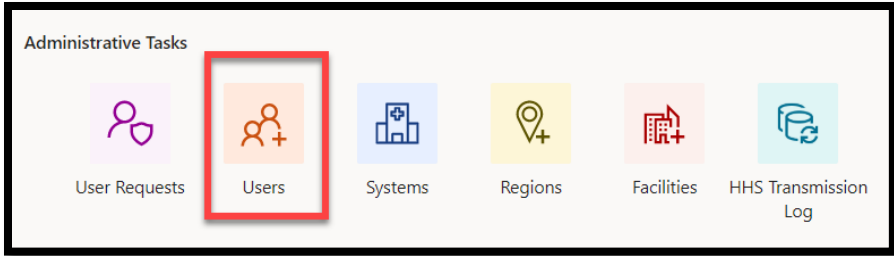 Administrative Tasks
User Requests
Users
Systems
Regions
Facilities
HHS Transmission
Log